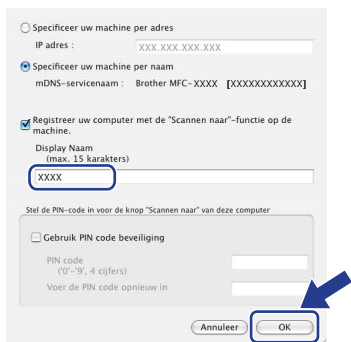 Specificeer uw machine per adres
IP adres : XXX.XXX.XXX.XXX
Specificeer uw machine per naam
mDNS-servicenaam : Brother MFC-XXXX [XXXXXXXXXXXX]
Registreer uw computer met de "Scannen naar"-functie op de
machine.
Display Naam
(max. 15 karakters)
XXXX
Stel de PIN-code in voor de knop "Scannen naar" van deze computer
Gebruik PIN code beveiliging
PIN code
('0'-'9', 4 cijfers)
Voer de PIN code opnieuw in
Annuleer OK